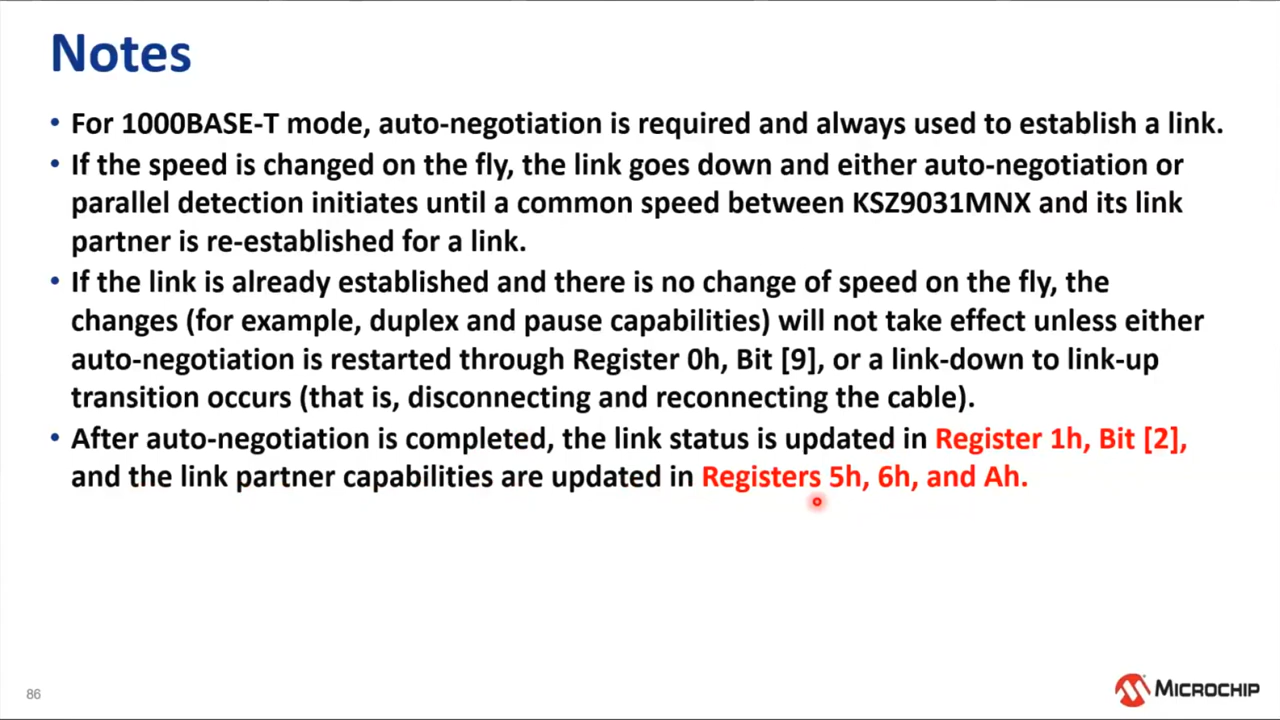 Notes
• For 1000BASE-T mode, auto-negotiation is required and always used to establish a link.
• If the speed is changed on the fly, the link goes down and either auto-negotiation or
parallel detection initiates until a common speed between KSZ9031MNX and its link
partner is re-established for a link.
• If the link is already established and there is no change of speed on the fly, the
changes (for example, duplex and pause capabilities) will not take effect unless either
auto-negotiation is restarted through Register 0h, Bit [9], or a link-down to link-up
transition occurs (that is, disconnecting and reconnecting the cable).
• After auto-negotiation is completed, the link status is updated in Register 1h, Bit [2],
and the link partner capabilities are updated in Registers 5h, 6h, and Ah.
86
MICROCHIP